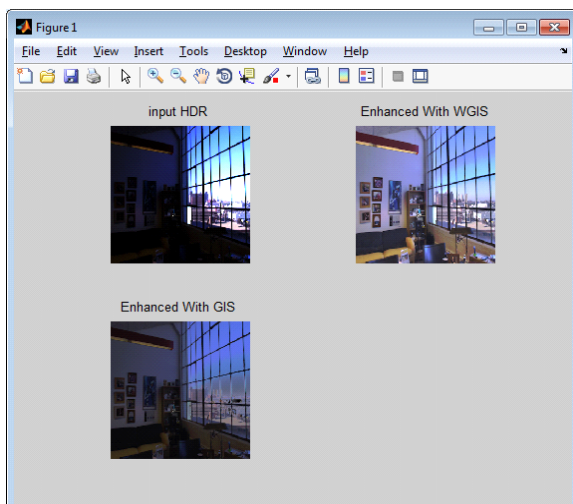 Figure 1
File Edit View Insert Tools Desktop Window Help
input HDR
Enhanced With WGIS
Enhanced With GIS